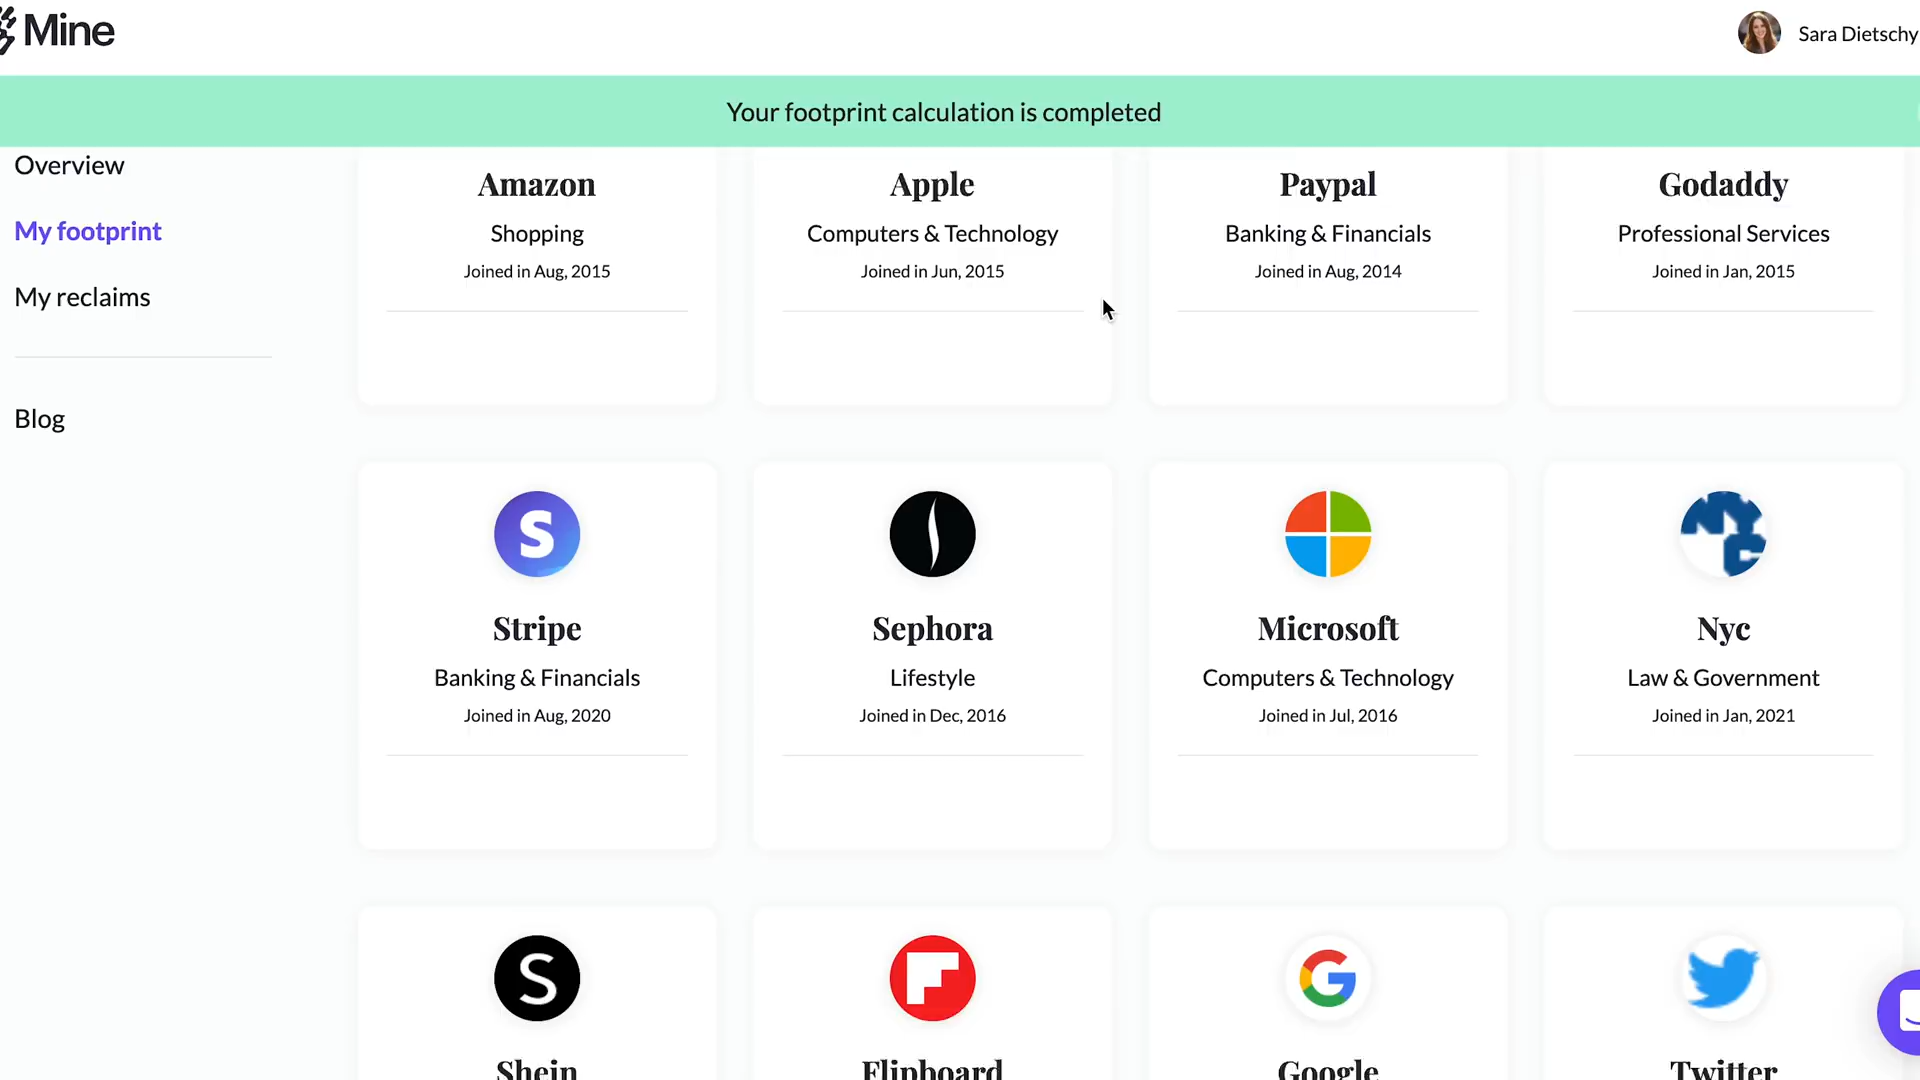 Mine
Sara Dietschy
Your footprint calculation is completed
Overview
My footprint
My reclaims
Blog
Amazon
Shopping
Joined in Aug, 2015
Apple
Computers & Technology
Joined in Jun, 2015
Paypal
Banking & Financials
Joined in Aug, 2014
Godaddy
Professional Services
Joined in Jan, 2015
S
Stripe
Banking & Financials
Joined in Aug, 2020
Sephora
Lifestyle
Joined in Dec, 2016
Microsoft
Computers & Technology
Joined in Jul, 2016
NYC
Nyc
Law & Government
Joined in Jan, 2021
S
Shein
F
Flipboard
G
Google
Twitter